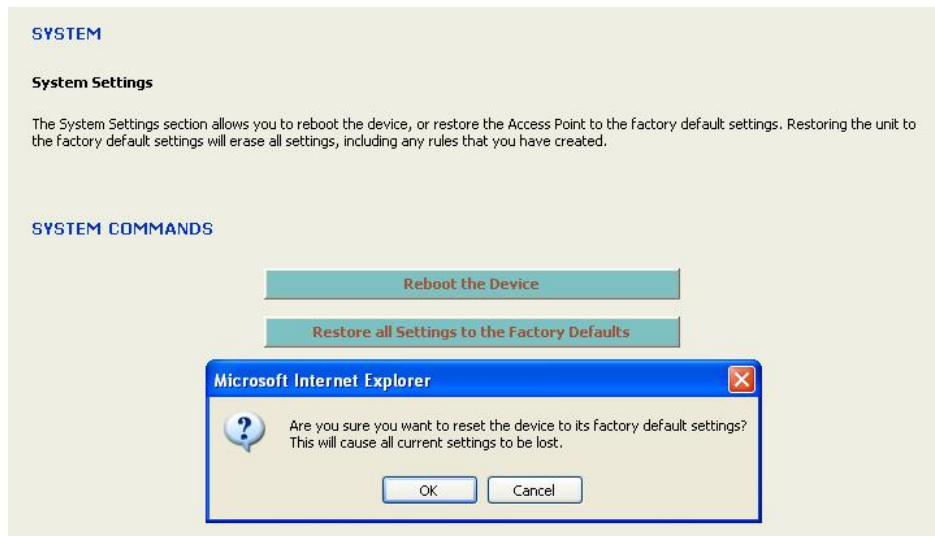 SYSTEM
System Settings
The System Settings section allows you to reboot the device, or restore the Access Point to the factory default settings. Restoring the unit to
the factory default settings will erase all settings, including any rules that you have created.
SYSTEM COMMANDS
Reboot the Device
Restore all Settings to the Factory Defaults
Microsoft Internet Explorer
Are you sure you want to reset the device to its factory default settings?
This will cause all current settings to be lost.
OK
Cancel